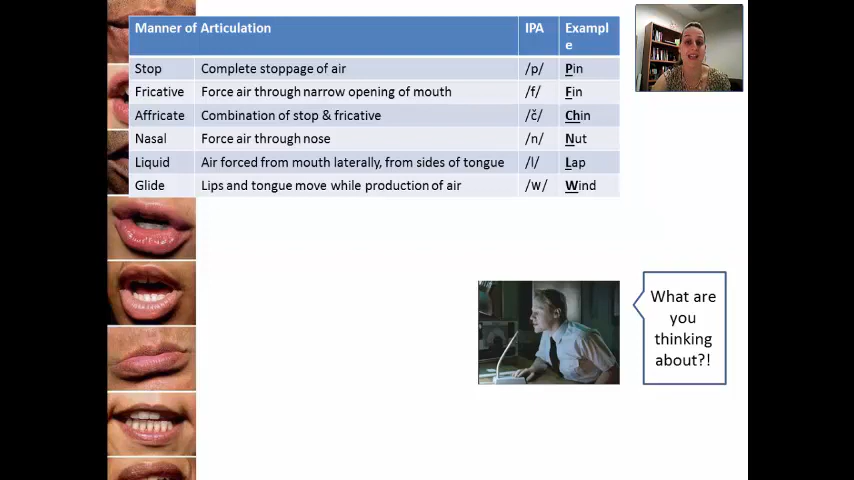 Manner of Articulation IPA Exampl
e
Stop Complete stoppage of air /p/ Pin
Fricative Force air through narrow opening of mouth /f/ Fin
Affricate Combination of stop & fricative /č/ Chin
Nasal Force air through nose /n/ Nut
Liquid Air forced from mouth laterally, from sides of tongue /l/ Lap
Glide Lips and tongue move while production of air /w/ Wind
What are
you
thinking
about?!